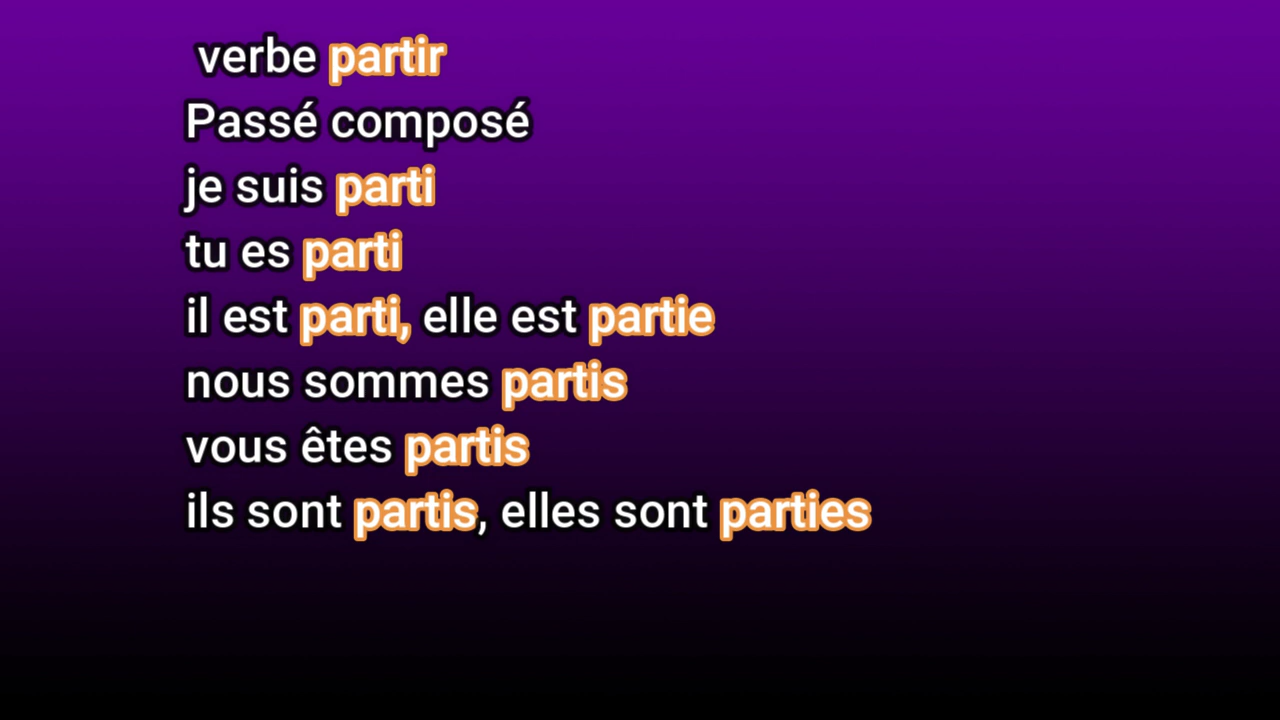 verbe partir
Passé composé
je suis parti
tu es parti
il est parti, elle est partie
nous sommes partis
vous êtes partis
ils sont partis, elles sont parties